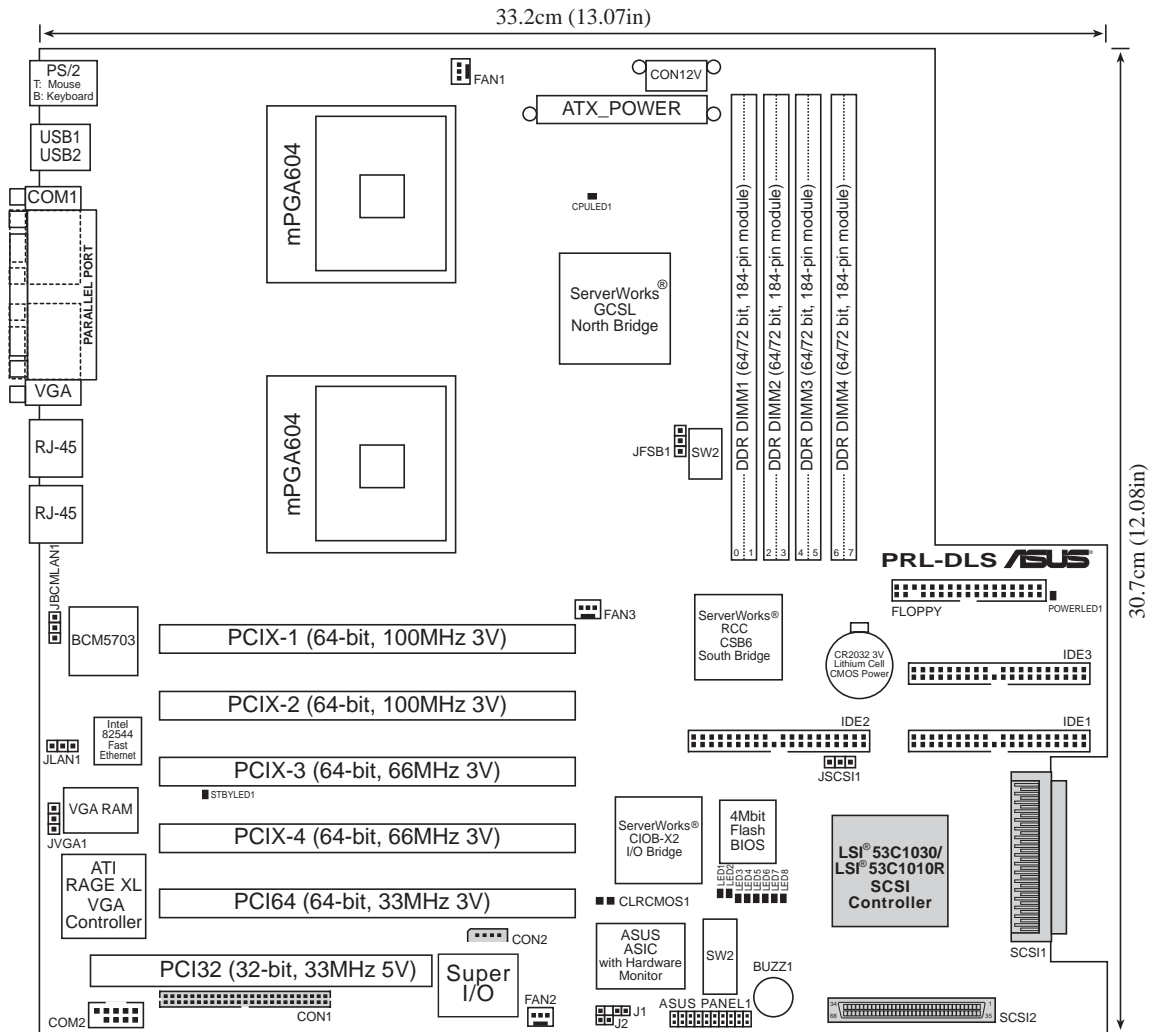 33.2cm (13.07in)
30.7cm (12.08in)
PS/2
T: Mouse
B: Keyboard
USB1
USB2
COM1
PARALLEL PORT
VGA
RJ-45
RJ-45
mPGA604
mPGA604
FAN1
CON12V
ATX_POWER
CPULED1
ServerWorks®
GCSL
North Bridge
DDR DIMM1 (64/72 bit, 184-pin module)
DDR DIMM2 (64/72 bit, 184-pin module)
DDR DIMM3 (64/72 bit, 184-pin module)
DDR DIMM4 (64/72 bit, 184-pin module)
0 1
2 3
4 5
6 7
JFSB1
SW2
PRL-DLS ASUS®
FLOPPY
POWERLED1
JBCMLAN1
BCM5703
FAN3
ServerWorks®
RCC
CSB6
South Bridge
CR2032 3V
Lithium Cell
CMOS Power
IDE3
IDE2
IDE1
JSCSI1
PCIX-1 (64-bit, 100MHz 3V)
PCIX-2 (64-bit, 100MHz 3V)
PCIX-3 (64-bit, 66MHz 3V)
STBYLED1
PCIX-4 (64-bit, 66MHz 3V)
PCI64 (64-bit, 33MHz 3V)
PCI32 (32-bit, 33MHz 5V)
Intel
82544
Fast
Ethernet
JLAN1
VGA RAM
JVGA1
ATI
RAGE XL
VGA
Controller
ServerWorks®
CIOB-X2
I/O Bridge
4Mbit
Flash
BIOS
LED1
LED2
LED3
LED4
LED5
LED6
LED7
LED8
CLRCMOS1
LSI® 53C1030/
LSI® 53C1010R
SCSI
Controller
SCSI1
CON2
ASUS
ASIC
with Hardware
Monitor
SW2
BUZZ1
Super
I/O
FAN2
J1
J2
ASUS PANEL1
COM2
CON1
34
1
68
35
SCSI2